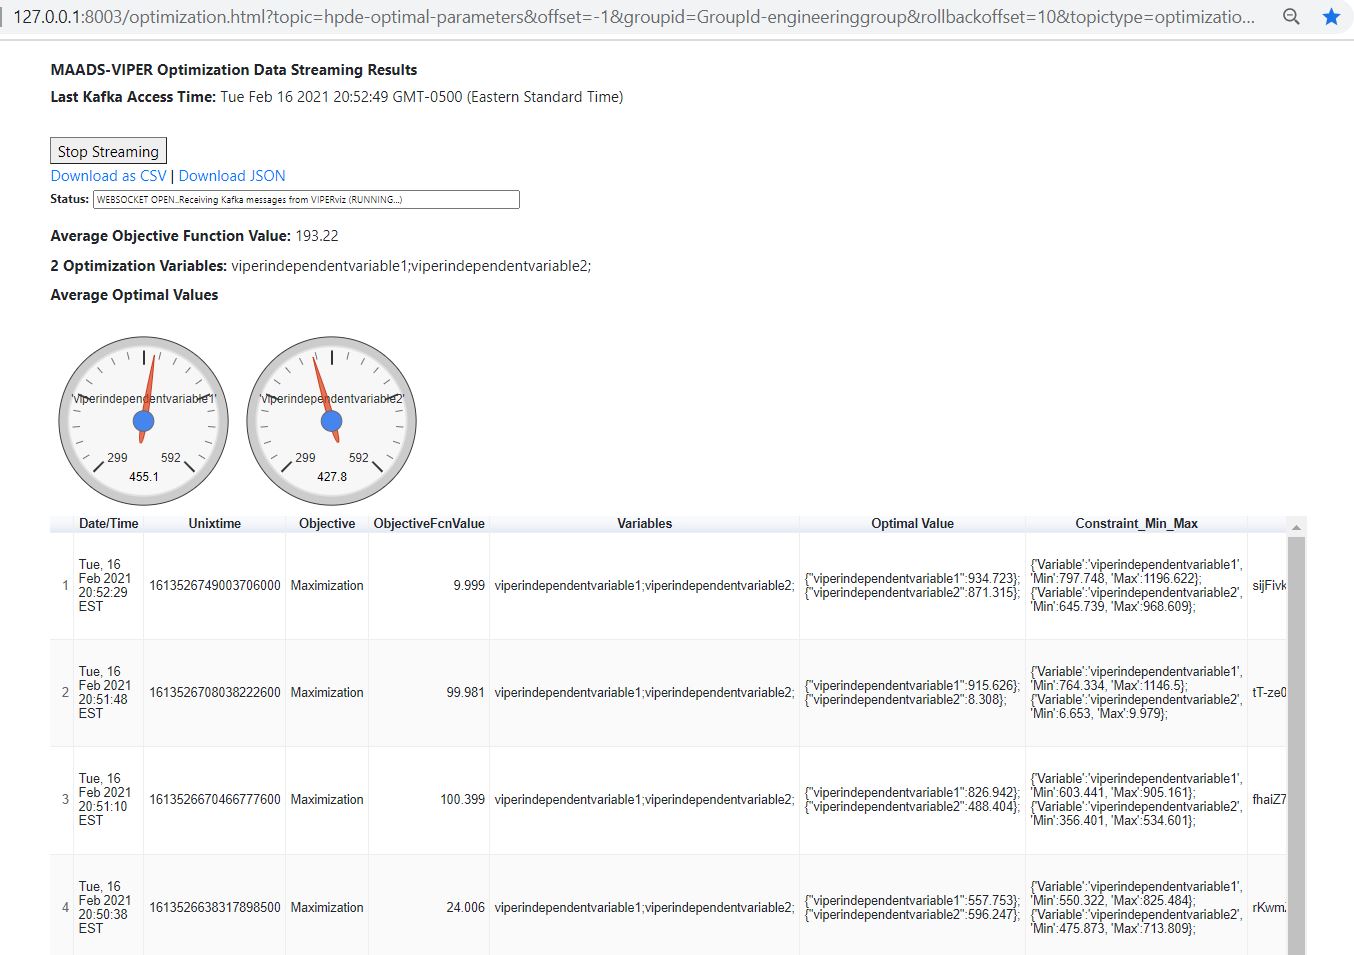 127.0.0.1:8003/optimization.html?topic=hpde-optimal-parameters&offset=-1&groupid=GroupId-engineeringgroup&rollbackoffset=10&topictype=optimizatio...
MAADS-VIPER Optimization Data Streaming Results
Last Kafka Access Time: Tue Feb 16 2021 20:52:49 GMT-0500 (Eastern Standard Time)
Stop Streaming
Download as CSV | Download JSON
Status: WEBSOCKET OPEN..Receiving Kafka messages from VIPERviz (RUNNING...)
Average Objective Function Value: 193.22
2 Optimization Variables: viperindependentvariable1;viperindependentvariable2;
Average Optimal Values
'viperindependentvariable1' 'viperindependentvariable2'
299 592 299 592
455.1 427.8
Date/Time Unixtime Objective ObjectiveFcnValue Variables Optimal Value Constraint_Min_Max
1
Tue, 16
Feb 2021
20:52:29
EST
1613526749003706000 Maximization 9.999 viperindependentvariable1;viperindependentvariable2;
{"viperindependentvariable1":934.723};
{"viperindependentvariable2":871.315};
{'Variable':'viperindependentvariable1',
'Min':797.748, 'Max':1196.622};
{'Variable':'viperindependentvariable2',
'Min':645.739, 'Max':968.609};
sijFivk
2
Tue, 16
Feb 2021
20:51:48
EST
1613526708038222600 Maximization 99.981 viperindependentvariable1;viperindependentvariable2;
{"viperindependentvariable1":915.626};
{"viperindependentvariable2":8.308};
{'Variable':'viperindependentvariable1',
'Min':764.334, 'Max':1146.5};
{'Variable':'viperindependentvariable2',
'Min':6.653, 'Max':9.979};
tT-ze0
3
Tue, 16
Feb 2021
20:51:10
EST
1613526670466777600 Maximization 100.399 viperindependentvariable1;viperindependentvariable2;
{"viperindependentvariable1":826.942};
{"viperindependentvariable2":488.404};
{'Variable':'viperindependentvariable1',
'Min':603.441, 'Max':905.161};
{'Variable':'viperindependentvariable2',
'Min':356.401, 'Max':534.601};
fhaiZ7
4
Tue, 16
Feb 2021
20:50:38
EST
1613526638317898500 Maximization 24.006 viperindependentvariable1;viperindependentvariable2;
{"viperindependentvariable1":557.753};
{"viperindependentvariable2":596.247};
{'Variable':'viperindependentvariable1',
'Min':550.322, 'Max':825.484};
{'Variable':'viperindependentvariable2',
'Min':475.873, 'Max':713.809};
rKwm